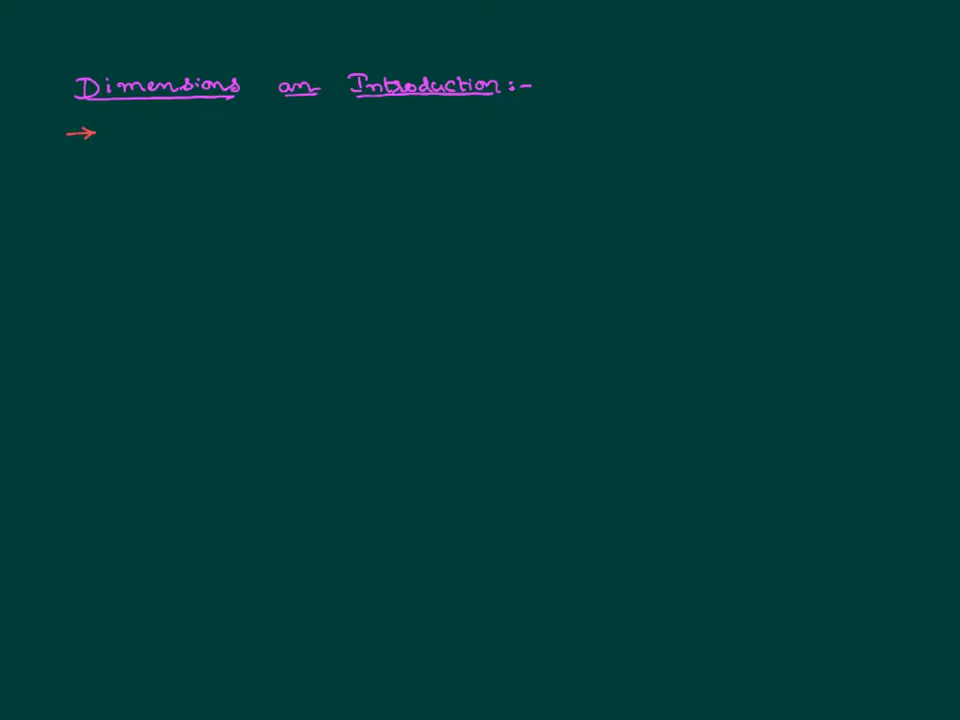 Dimensions an Introduction :-
→